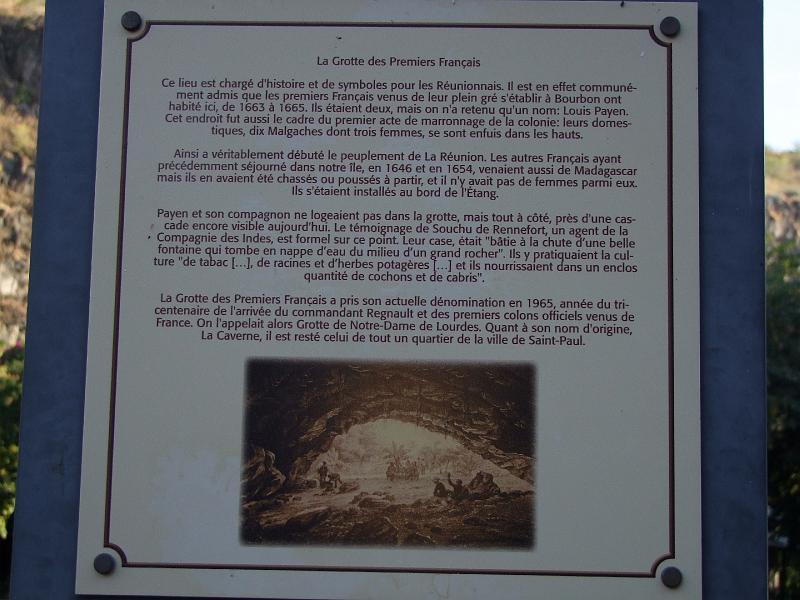 La Grotte des Premiers Français
Ce lieu est chargé d'histoire et de symboles pour les Réunionnais. Il est en effet communé-
ment admis que les premiers Français venus de leur plein gré s'établir à Bourbon ont
habité ici, de 1663 à 1665. Ils étaient deux, mais on n'a retenu qu'un nom: Louis Payen.
Cet endroit fut aussi le cadre du premier acte de marronnage de la colonie: leurs domes-
tiques, dix Malgaches dont trois femmes, se sont enfuis dans les hauts.
Ainsi a véritablement débuté le peuplement de La Réunion. Les autres Français ayant
précédemment séjourné dans notre île, en 1646 et en 1654, venaient aussi de Madagascar
mais ils en avaient été chassés ou poussés à partir, et il n'y avait pas de femmes parmi eux.
Ils s'étaient installés au bord de l'Étang.
Payen et son compagnon ne logeaient pas dans la grotte, mais tout à côté, près d'une cas-
cade encore visible aujourd'hui. Le témoignage de Souchu de Rennefort, un agent de la
Compagnie des Indes, est formel sur ce point. Leur case, était "bâtie à la chute d'une belle
fontaine qui tombe en nappe d'eau du milieu d'un grand rocher". Ils y pratiquaient la cul-
ture "de tabac […], de racines et d'herbes potagères […] et ils nourrissaient dans un enclos
quantité de cochons et de cabris".
La Grotte des Premiers Français a pris son actuelle dénomination en 1965, année du tri-
centenaire de l'arrivée du commandant Regnault et des premiers colons officiels venus de
France. On l'appelait alors Grotte de Notre-Dame de Lourdes. Quant à son nom d'origine,
La Caverne, il est resté celui de tout un quartier de la ville de Saint-Paul.